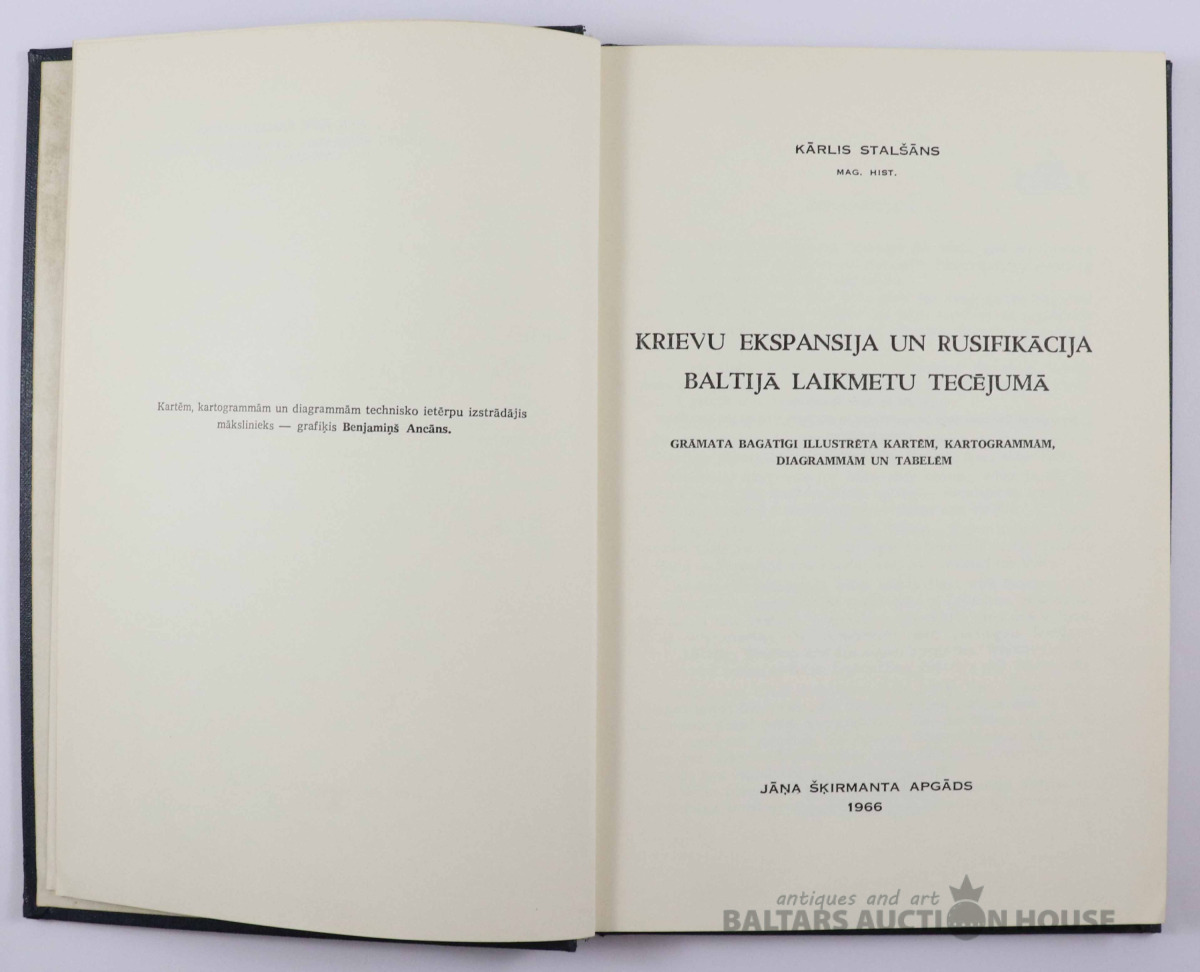 Kartēm, kartogrammām un diagrammām technisko ietērpu izstrādājis
mākslinieks — grafiķis Benjamiņš Ancāns.
KĀRLIS STALŠĀNS
MAG. HIST.
KRIEVU EKSPANSIJA UN RUSIFIKĀCIJA
BALTIJĀ LAIKMETU TECĒJUMĀ
GRĀMATA BAGĀTĪGI ILLUSTRĒTA KARTĒM, KARTOGRAMMĀM,
DIAGRAMMĀM UN TABELĒM
JĀŅA ŠĶIRMANTA APGĀDS
1966
antiques and art
BALTARS AUCTION HOUSE